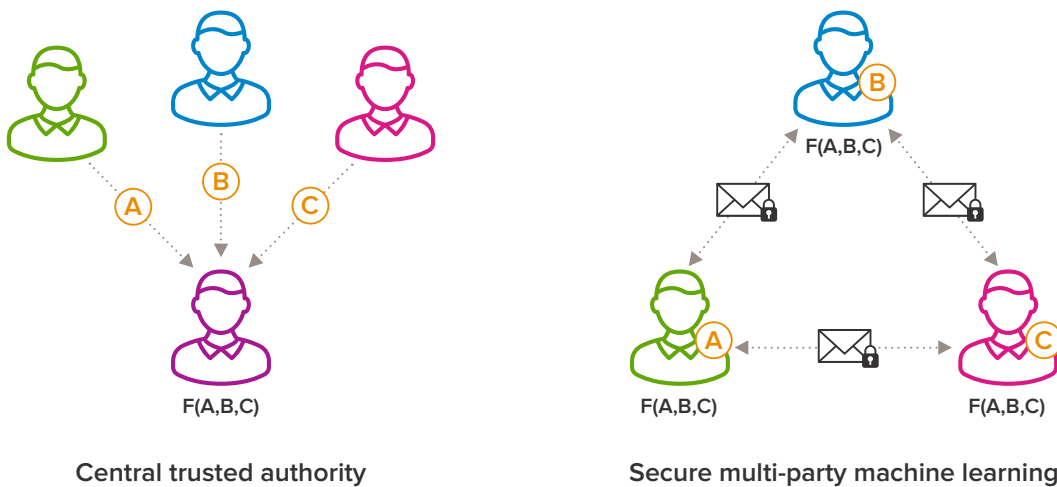 A
B
C
F(A,B,C)
Central trusted authority
B
F(A,B,C)
A
C
F(A,B,C)
F(A,B,C)
Secure multi-party machine learning